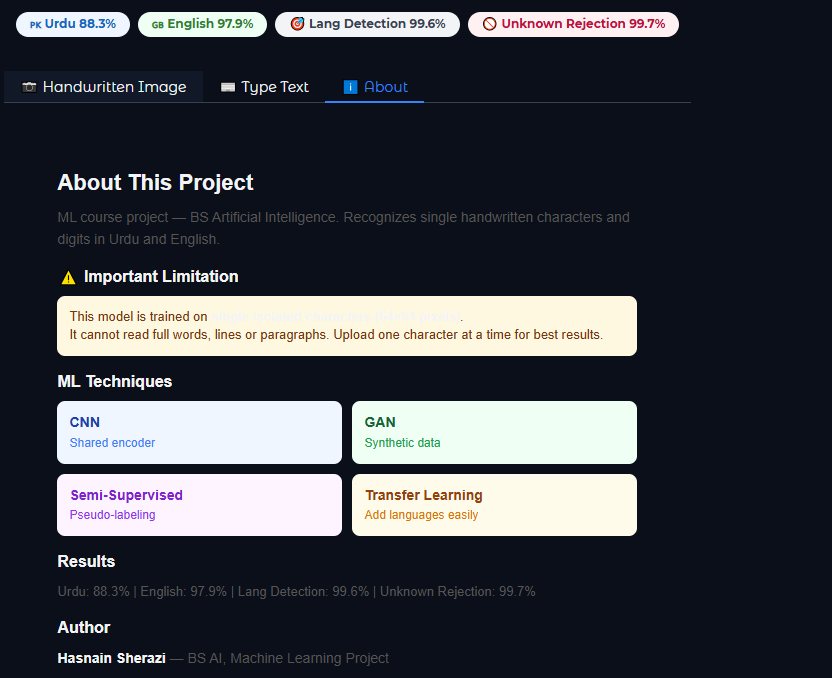 PK Urdu 88.3% GB English 97.9% Lang Detection 99.6% Unknown Rejection 99.7%
Handwritten Image Type Text About
About This Project
ML course project — BS Artificial Intelligence. Recognizes single handwritten characters and
digits in Urdu and English.
Important Limitation
This model is trained on .
It cannot read full words, lines or paragraphs. Upload one character at a time for best results.
ML Techniques
CNN GAN
Shared encoder Synthetic data
Semi-Supervised Transfer Learning
Pseudo-labeling Add languages easily
Results
Urdu: 88.3% | English: 97.9% | Lang Detection: 99.6% | Unknown Rejection: 99.7%
Author
Hasnain Sherazi — BS AI, Machine Learning Project